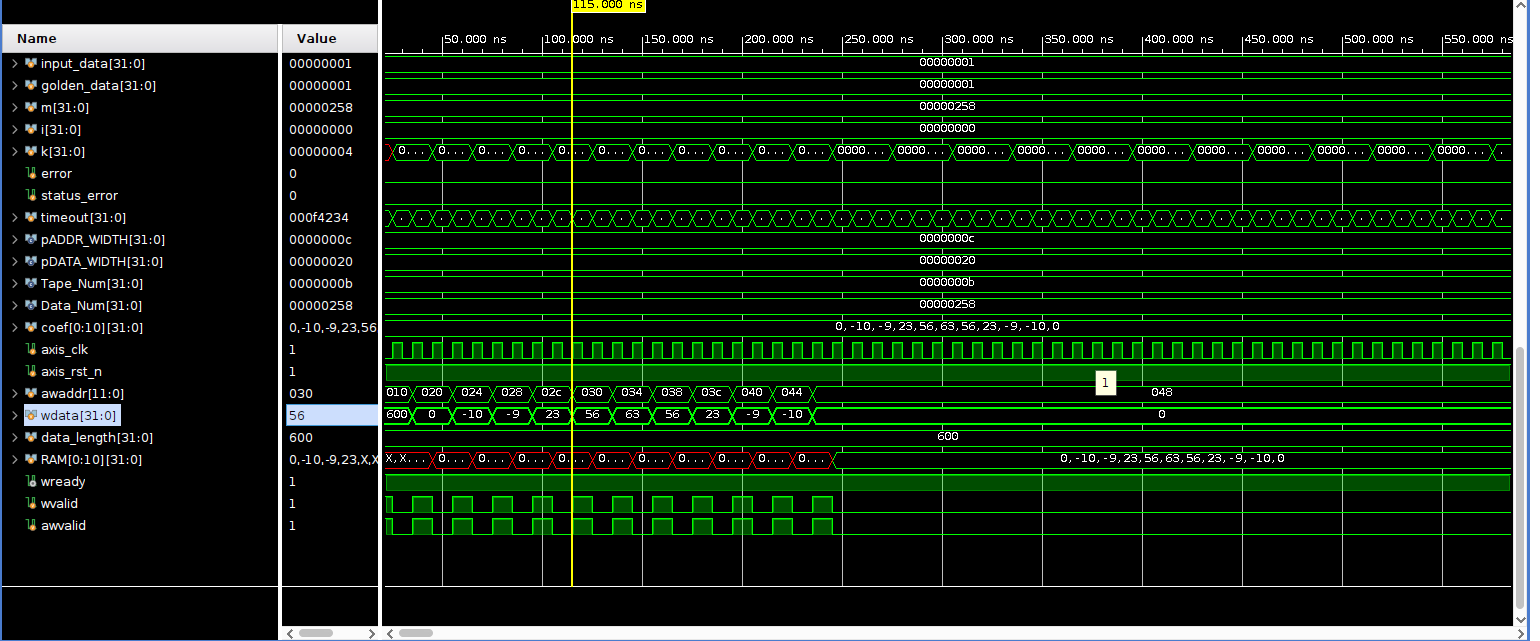 115.000 ns
Name Value 50.000 ns 100.000 ns 150.000 ns 200.000 ns 250.000 ns 300.000 ns 350.000 ns 400.000 ns 450.000 ns 500.000 ns 550.000 ns
input_data[31:0] 00000001 00000001
golden_data[31:0] 00000001 00000001
m[31:0] 00000258 00000258
i[31:0] 00000000 00000000
k[31:0] 00000004 0... 0... 0... 0... 0... 0... 0... 0... 0... 0... 0... 0000... 0000... 0000... 0000... 0000... 0000... 0000... 0000... 0000... 0000... 0000...
error 0
status_error 0
timeout[31:0] 000f4234
pADDR_WIDTH[31:0] 0000000c 0000000c
pDATA_WIDTH[31:0] 00000020 00000020
Tape_Num[31:0] 0000000b 0000000b
Data_Num[31:0] 00000258 00000258
coef[0:10][31:0] 0,-10,-9,23,56 0,-10,-9,23,56,63,56,23,-9,-10,0
axis_clk 1
axis_rst_n 1 1
awaddr[11:0] 030 010 020 024 028 02c 030 034 038 03c 040 044 048
wdata[31:0] 56 600 0 -10 -9 23 56 63 56 23 -9 -10 0
data_length[31:0] 600 600
RAM[0:10][31:0] 0,-10,-9,23,X,X X,X... 0... 0... 0... 0... 0... 0... 0... 0... 0... 0... 0,-10,-9,23,56,63,56,23,-9,-10,0
wready 1
wvalid 1
awvalid 1